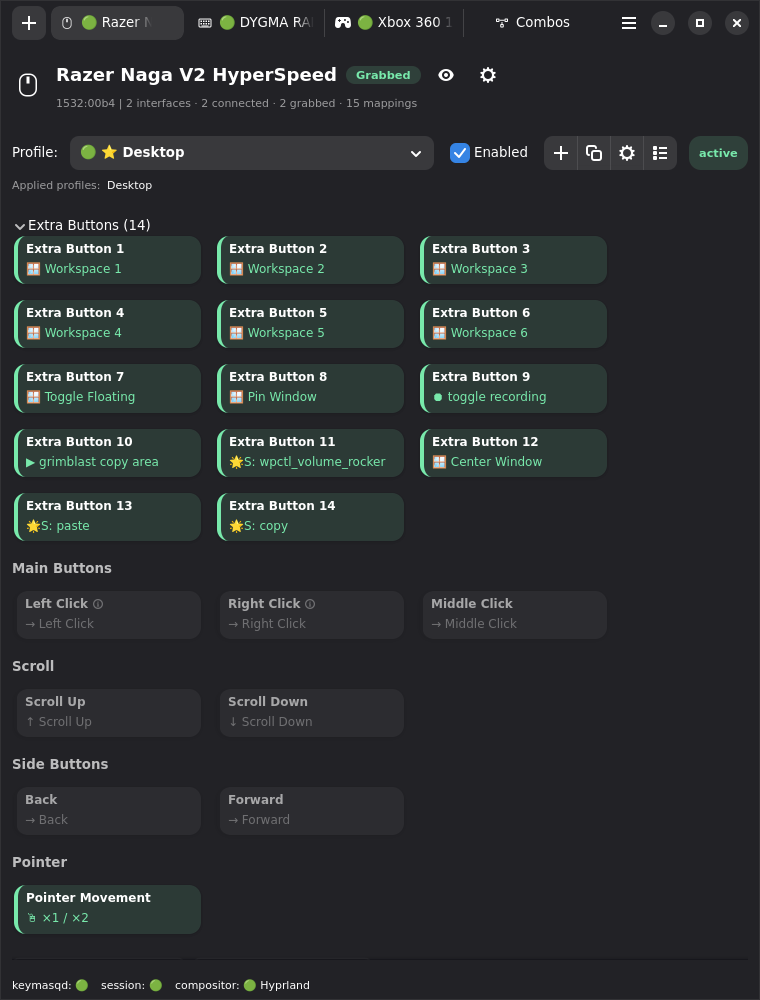 Razer N
DYGMA RA
Xbox 360 1
Combos
Razer Naga V2 HyperSpeed Grabbed
1532:00b4 | 2 interfaces · 2 connected · 2 grabbed · 15 mappings
Profile: Desktop Enabled active
Applied profiles: Desktop
Extra Buttons (14)
Extra Button 1
Workspace 1
Extra Button 2
Workspace 2
Extra Button 3
Workspace 3
Extra Button 4
Workspace 4
Extra Button 5
Workspace 5
Extra Button 6
Workspace 6
Extra Button 7
Toggle Floating
Extra Button 8
Pin Window
Extra Button 9
toggle recording
Extra Button 10
grimblast copy area
Extra Button 11
S: wpctl_volume_rocker
Extra Button 12
Center Window
Extra Button 13
S: paste
Extra Button 14
S: copy
Main Buttons
Left Click
→ Left Click
Right Click
→ Right Click
Middle Click
→ Middle Click
Scroll
Scroll Up
↑ Scroll Up
Scroll Down
↓ Scroll Down
Side Buttons
Back
→ Back
Forward
→ Forward
Pointer
Pointer Movement
×1 / ×2
keymasqd: session: compositor: Hyprland